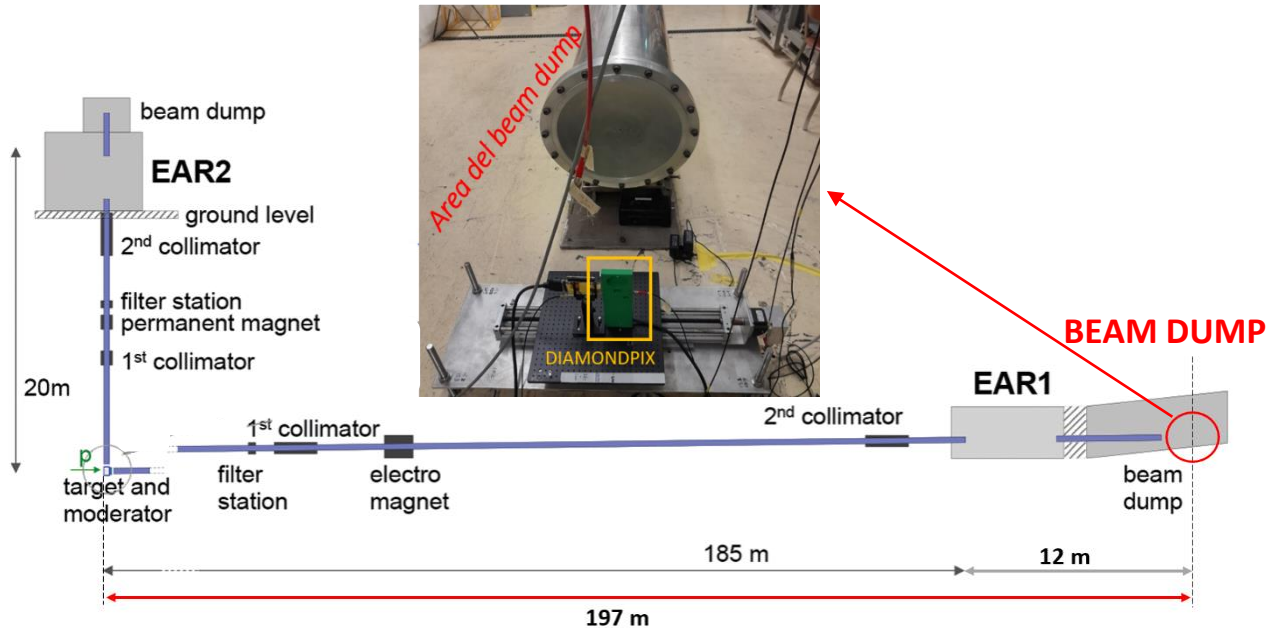 beam dump
EAR2
ground level
2nd collimator
filter station
permanent magnet
1st collimator
20m
p
target and
moderator
Area del beam dump
DIAMONDPIX
BEAM DUMP
EAR1
2nd collimator
1st collimator
filter
station
electro
magnet
beam
dump
185 m
12 m
197 m